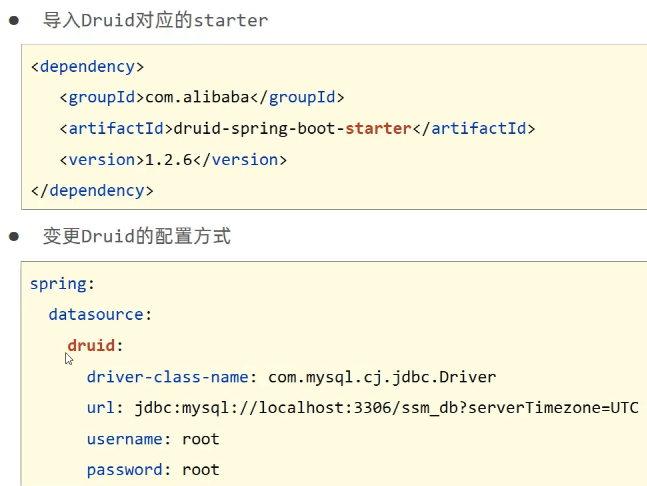 ● 导入Druid对应的starter
<dependency>
<groupId>com.alibaba</groupId>
<artifactId>druid-spring-boot-starter</artifactId>
<version>1.2.6</version>
</dependency>
● 变更Druid的配置方式
spring:
datasource:
druid:
driver-class-name: com.mysql.cj.jdbc.Driver
url: jdbc:mysql://localhost:3306/ssm_db?serverTimezone=UTC
username: root
password: root